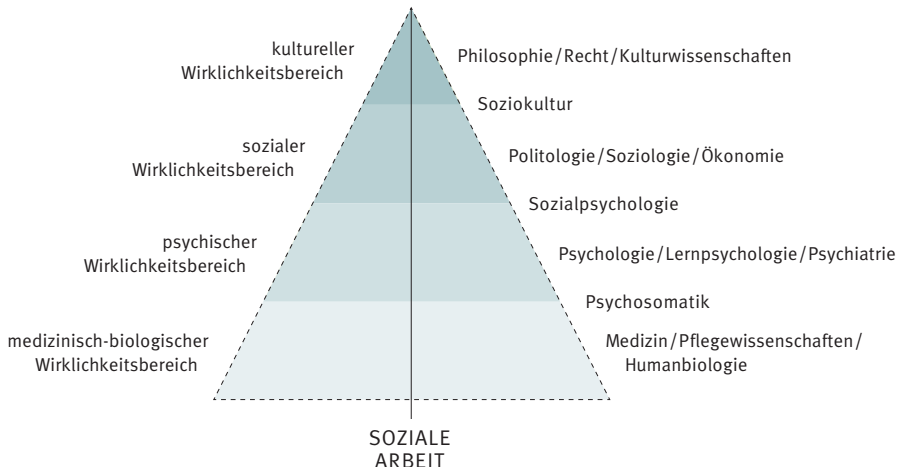 kultureller
Wirklichkeitsbereich
Philosophie/Recht/Kulturwissenschaften
Soziokultur
sozialer
Wirklichkeitsbereich
Politologie/Soziologie/Ökonomie
Sozialpsychologie
psychischer
Wirklichkeitsbereich
Psychologie/Lernpsychologie/Psychiatrie
Psychosomatik
medizinisch-biologischer
Wirklichkeitsbereich
Medizin/Pflegewissenschaften/
Humanbiologie
SOZIALE
ARBEIT